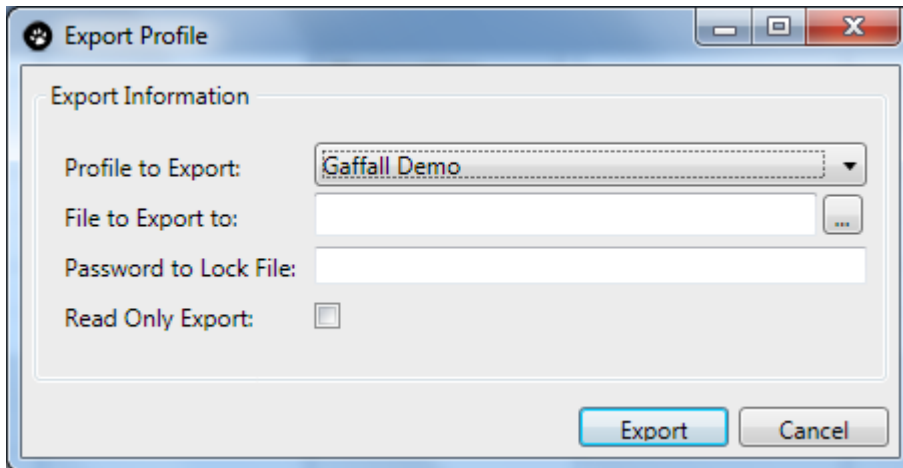 Export Profile
Export Information
Profile to Export: Gaffall Demo
File to Export to: ...
Password to Lock File:
Read Only Export:
Export Cancel